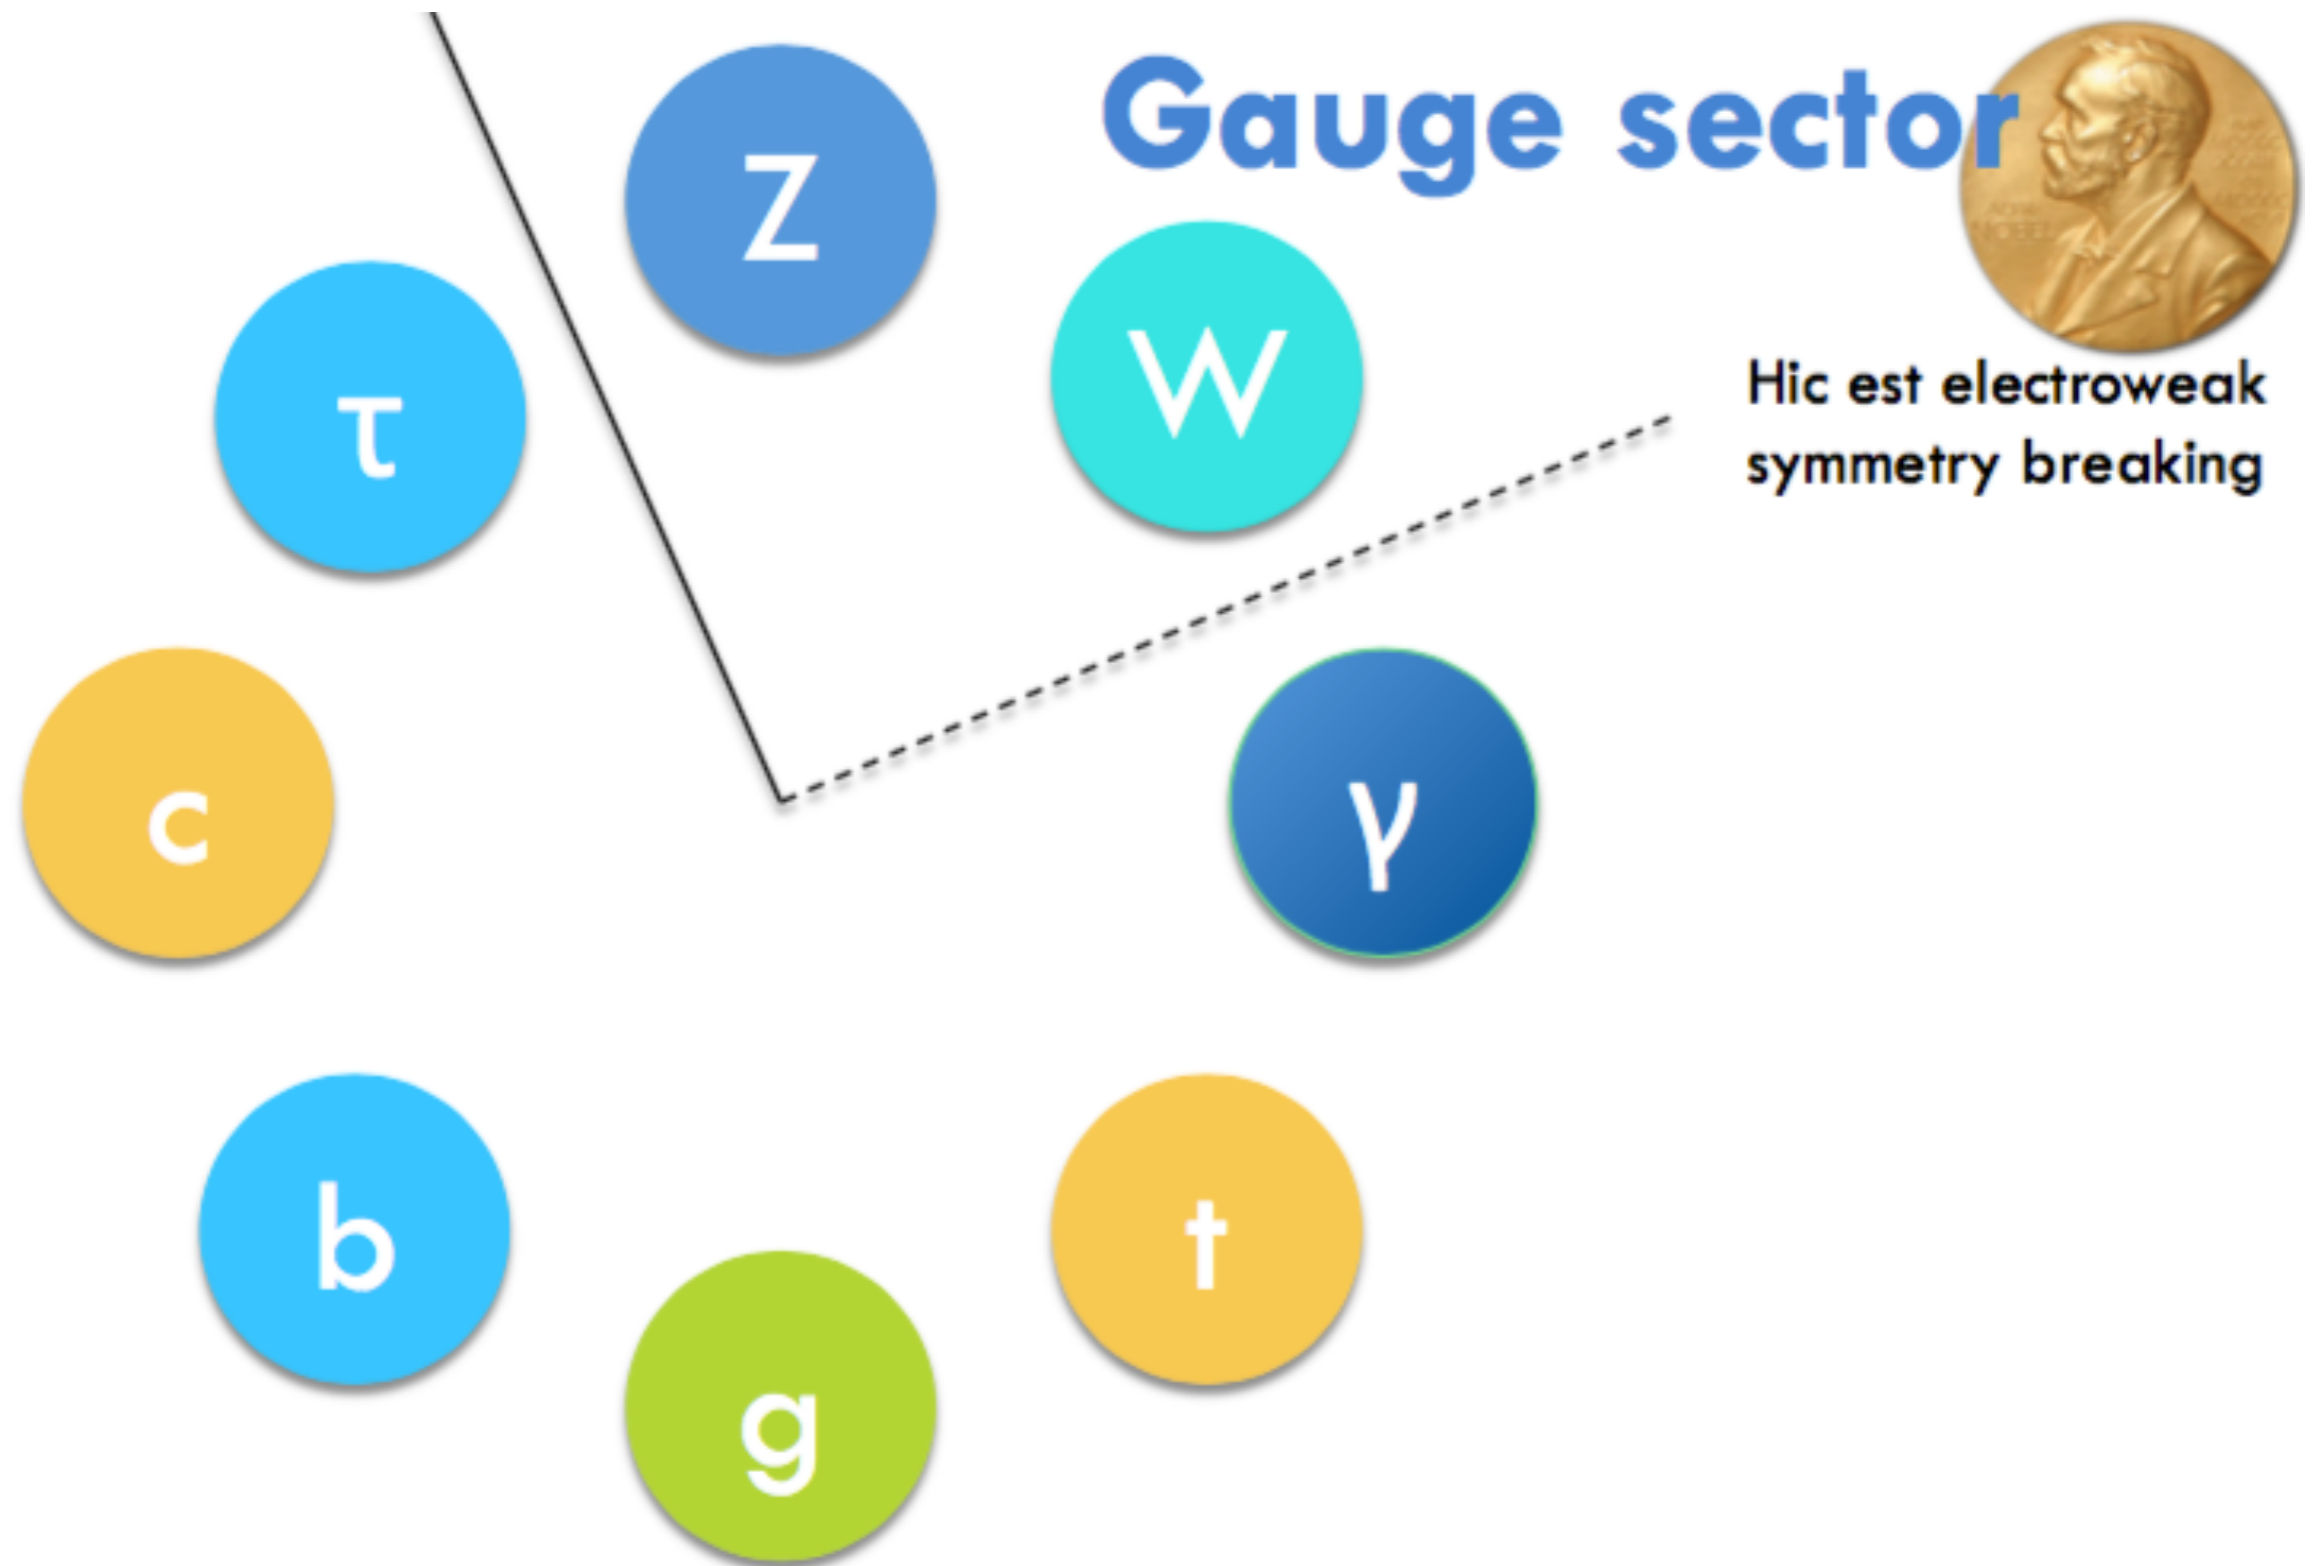 Z
Gauge sector
W
τ
Hic est electroweak
symmetry breaking
c
γ
b
t
g